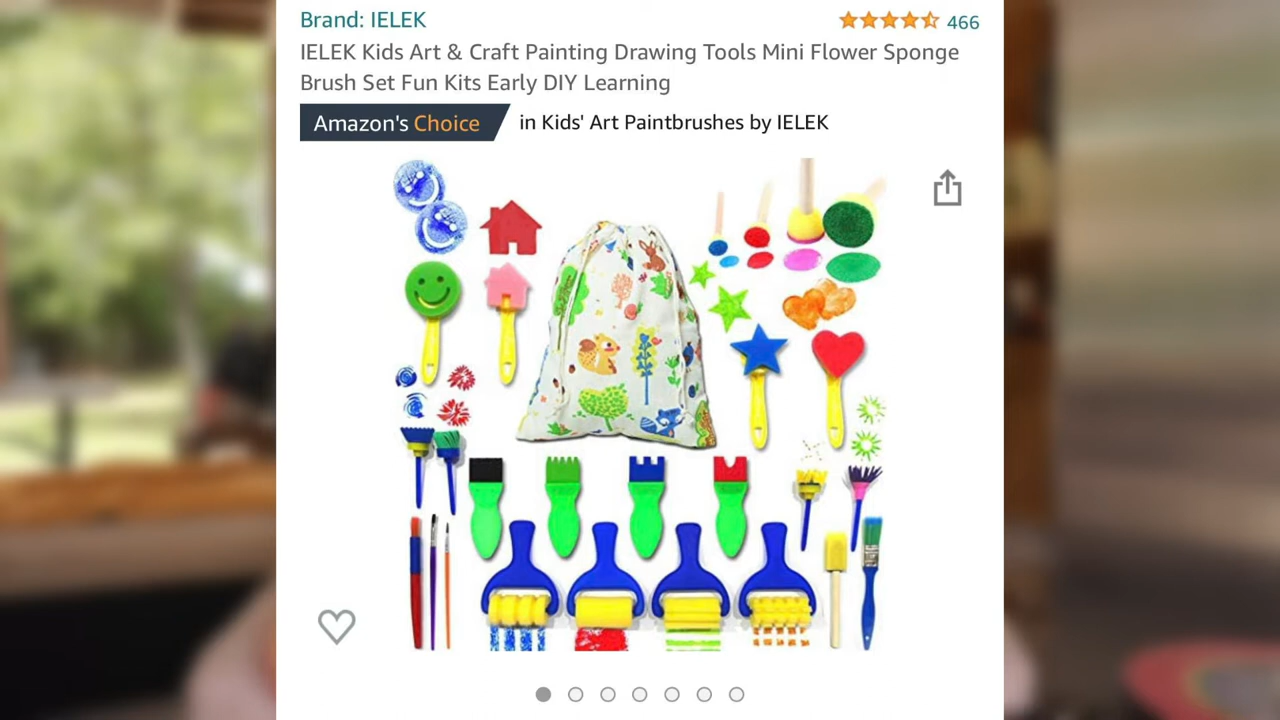 Brand: IELEK
466
IELEK Kids Art & Craft Painting Drawing Tools Mini Flower Sponge
Brush Set Fun Kits Early DIY Learning
Amazon's Choice in Kids' Art Paintbrushes by IELEK